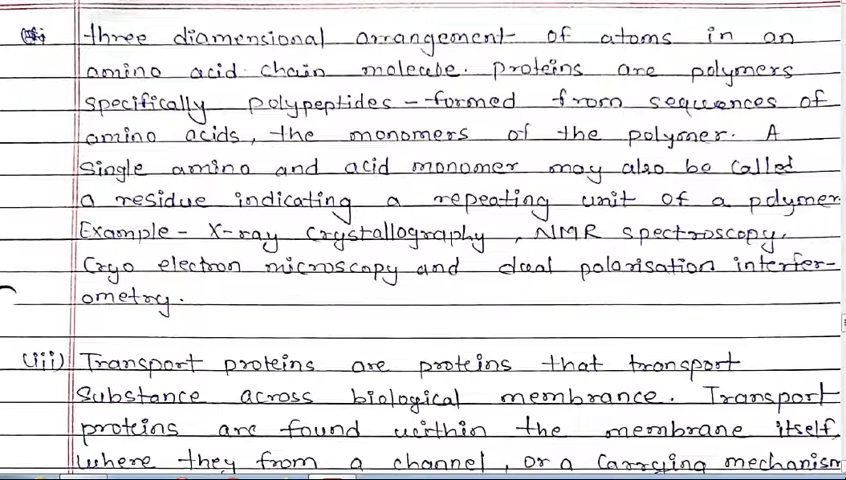 three diamensional arrangement of atoms in an
amino acid chain molecule. Proteins are polymers
specifically polypeptides - formed from sequences of
amino acids, the monomers of the polymer. A
single amino and acid monomer may also be called
a residue indicating a repeating unit of a polymer
Example - X-ray crystallography, NMR spectroscopy,
Cryo electron microscopy and dual polarisation interfer-
ometry.
(iii) Transport proteins are proteins that transport
Substance across biological membrance. Transport
proteins are found within the membrane itself,
where they from a channel, or a carrying mechanism